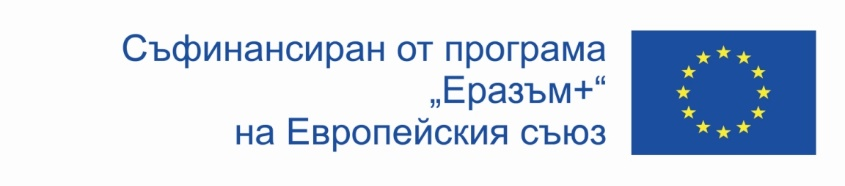 Съфинансиран от програма
„Еразъм+“
на Европейския съюз